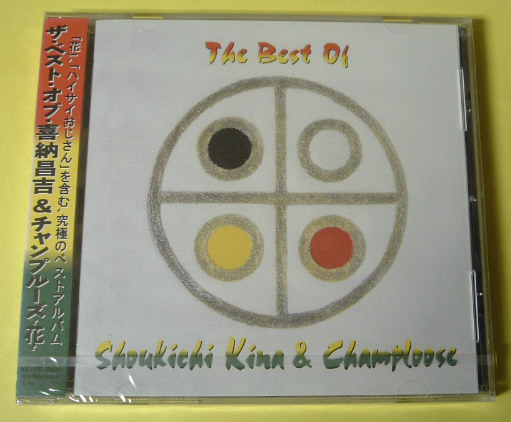 「花」、「ハイサイおじさん」を含む、究極のベストアルバム
ザ・ベスト・オブ・喜納昌吉&チャンプルーズ-花-
The Best Of
Shoukichi Kina & Champloose